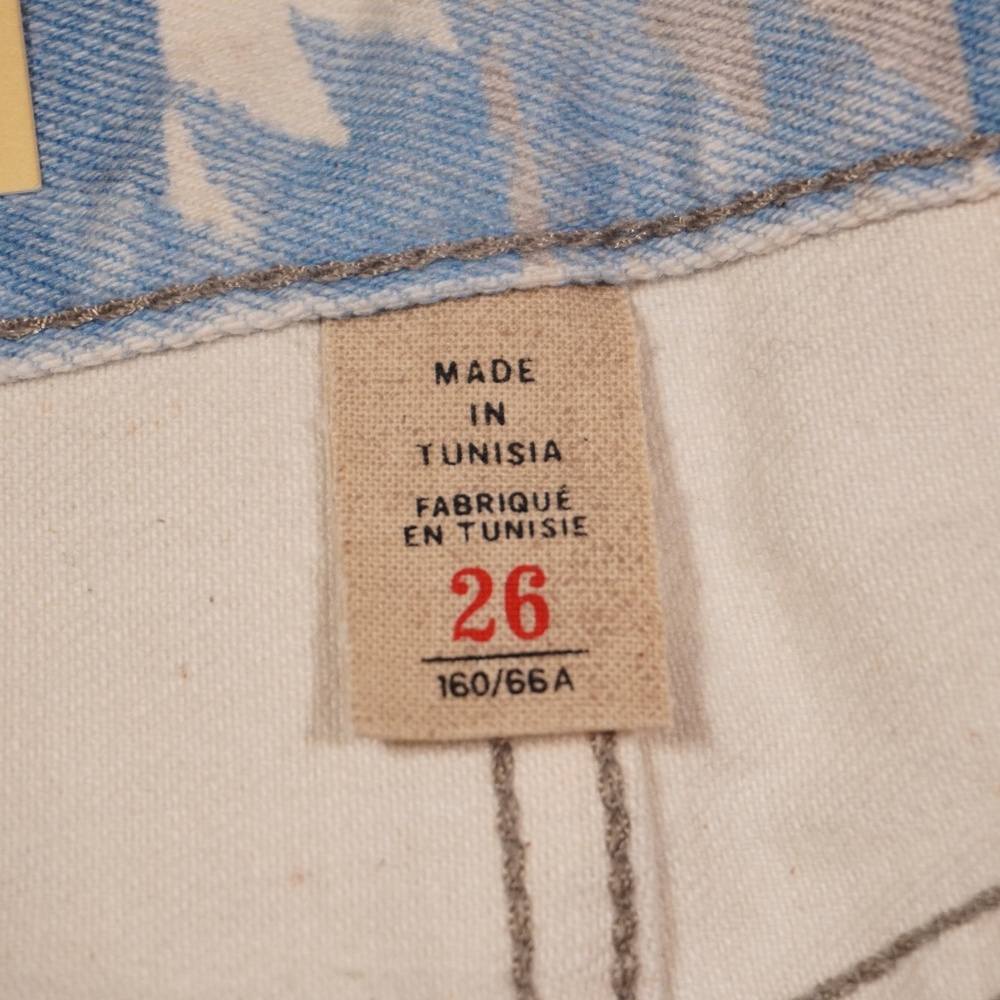 MADE
IN
TUNISIA
FABRIQUÉ
EN TUNISIE
26
160/66A